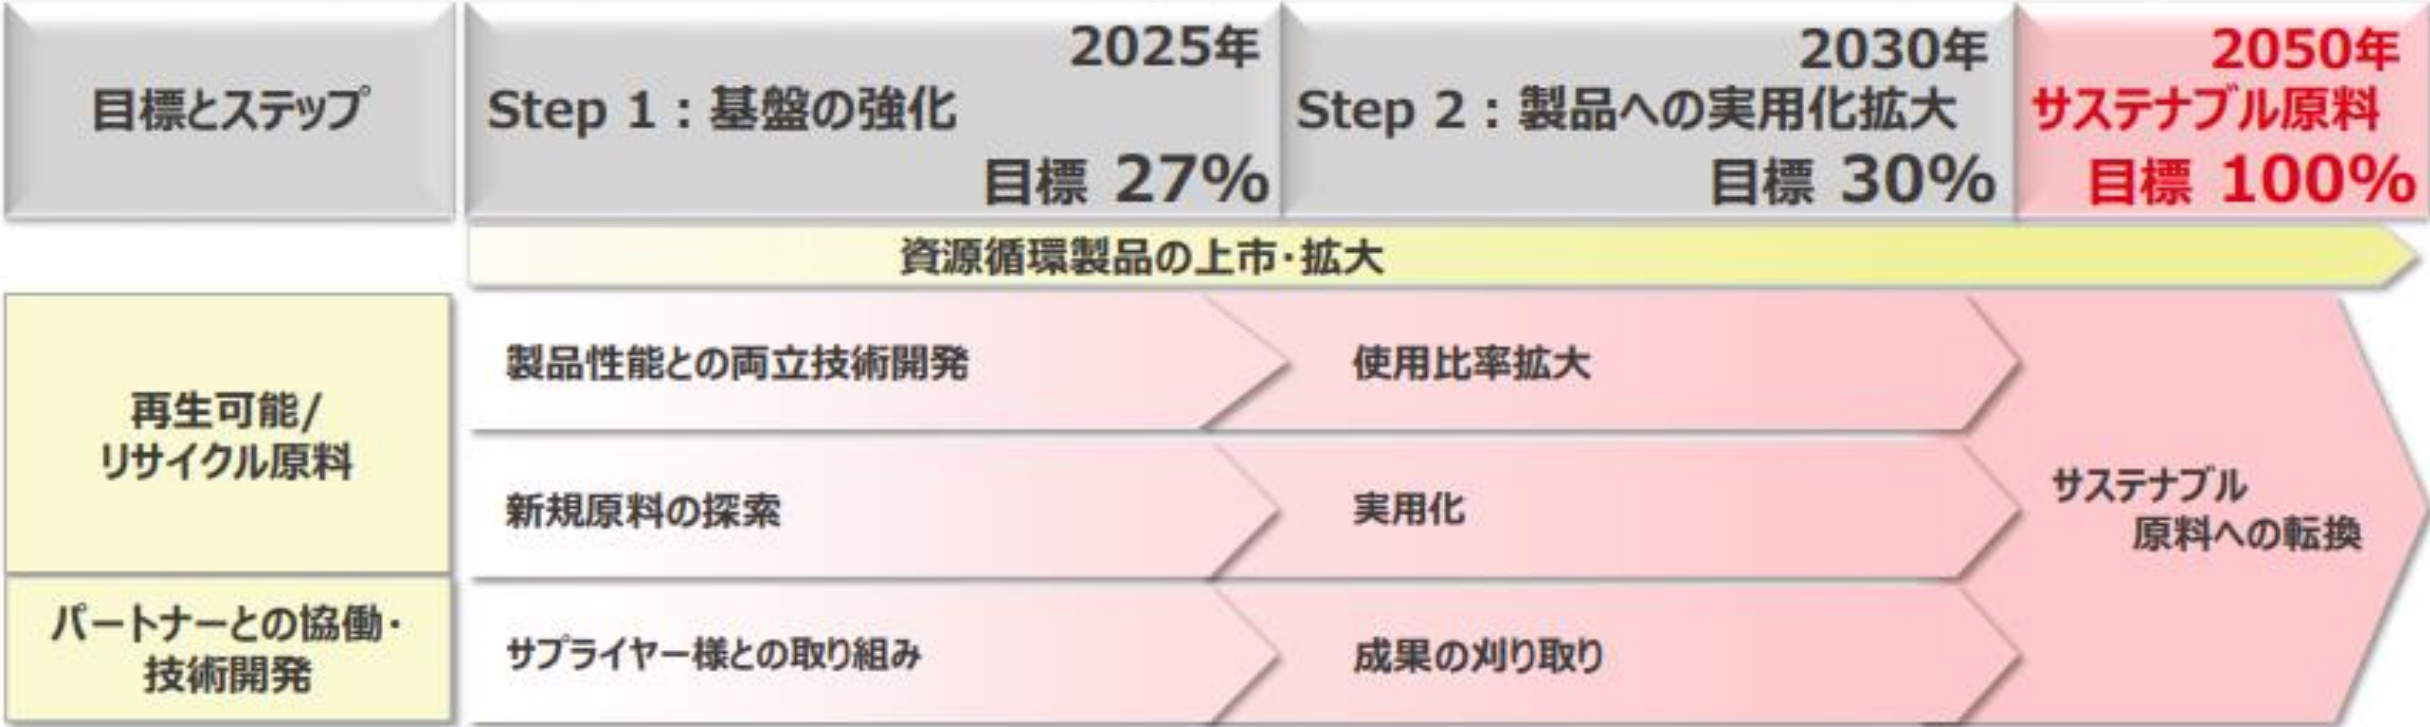 目標とステップ
2025年
Step 1：基盤の強化
目標 27%
2030年
Step 2：製品への実用化拡大
目標 30%
2050年
サステナブル原料
目標 100%
資源循環製品の上市・拡大
再生可能/
リサイクル原料
製品性能との両立技術開発
使用比率拡大
新規原料の探索
実用化
サステナブル
原料への転換
パートナーとの協働・
技術開発
サプライヤー様との取り組み
成果の刈り取り